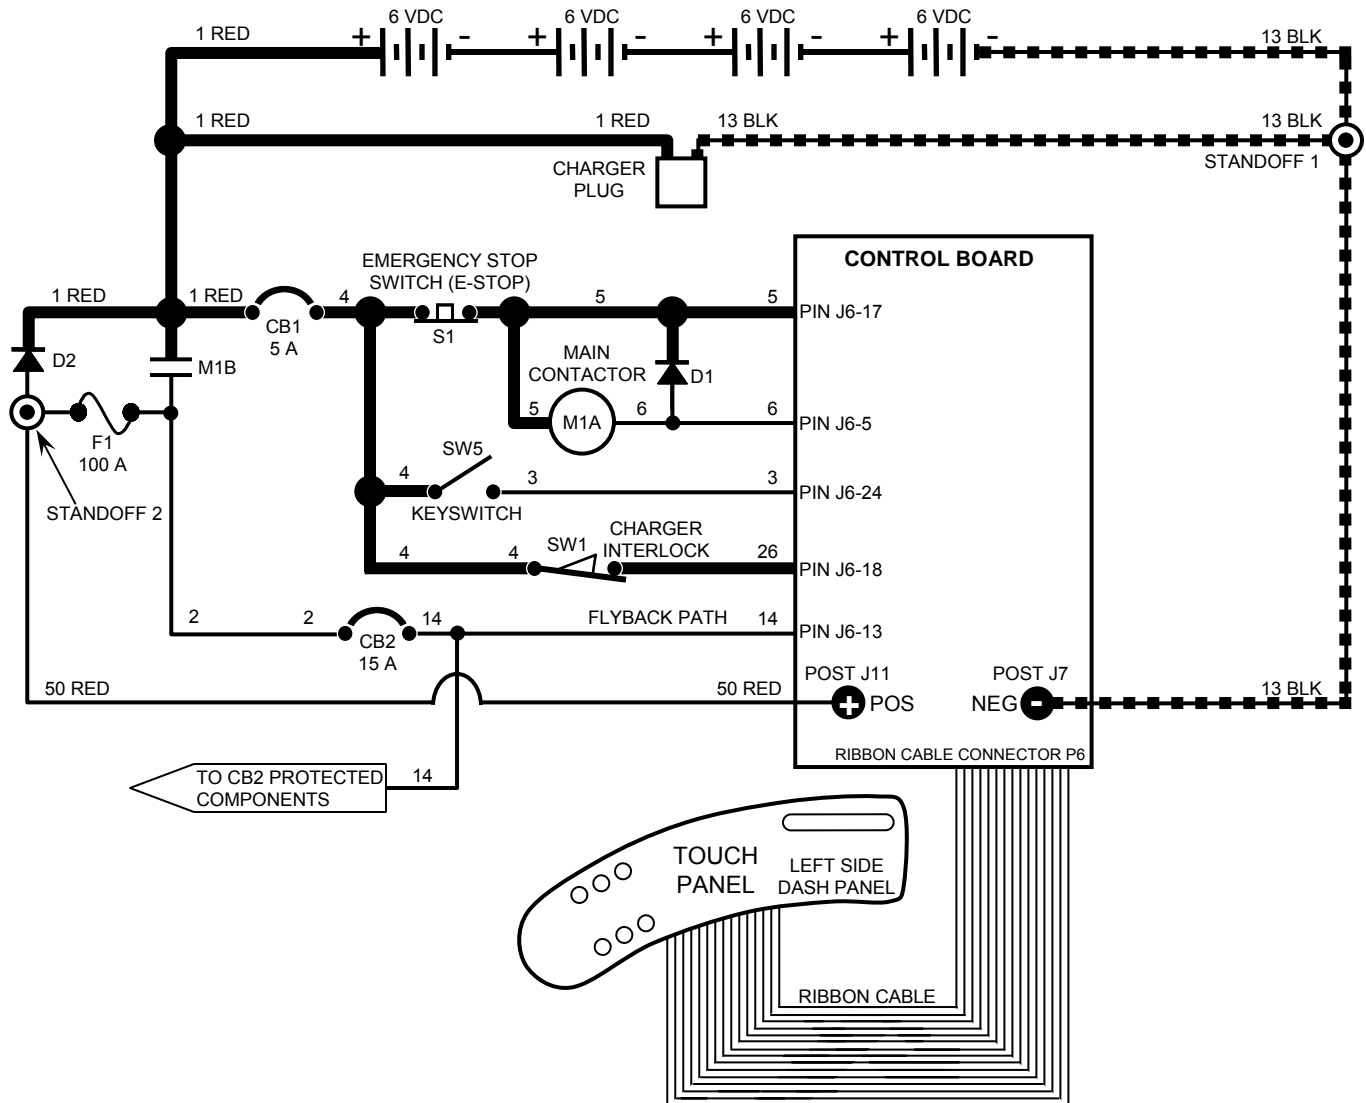 6 VDC 6 VDC 6 VDC 6 VDC
1 RED + - + - + - + - 13 BLK
1 RED 1 RED 13 BLK 13 BLK
CHARGER
PLUG
STANDOFF 1
EMERGENCY STOP
SWITCH (E-STOP)
CONTROL BOARD
1 RED 1 RED 4 5 5 PIN J6-17
CB1
5 A
S1
D2 M1B
MAIN
CONTACTOR
D1
5 M1A 6 6 PIN J6-5
F1
100 A
SW5
4 3 3 PIN J6-24
KEYSWITCH
STANDOFF 2
CHARGER
INTERLOCK
4 4 SW1 26 PIN J6-18
2 2 14 FLYBACK PATH 14 PIN J6-13
CB2
15 A
POST J11 POST J7
50 RED 50 RED + POS NEG - 13 BLK
RIBBON CABLE CONNECTOR P6
TO CB2 PROTECTED
COMPONENTS
14
TOUCH
PANEL
LEFT SIDE
DASH PANEL
RIBBON CABLE